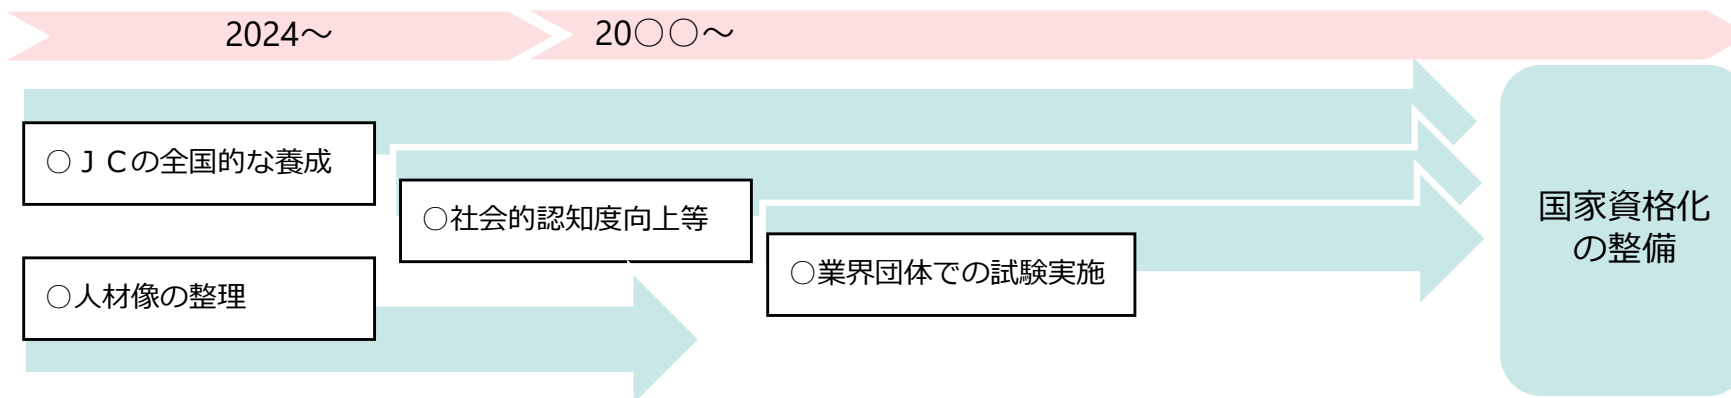 2024～
20○○～
○ＪＣの全国的な養成
○社会的認知度向上等
○業界団体での試験実施
○人材像の整理
国家資格化
の整備